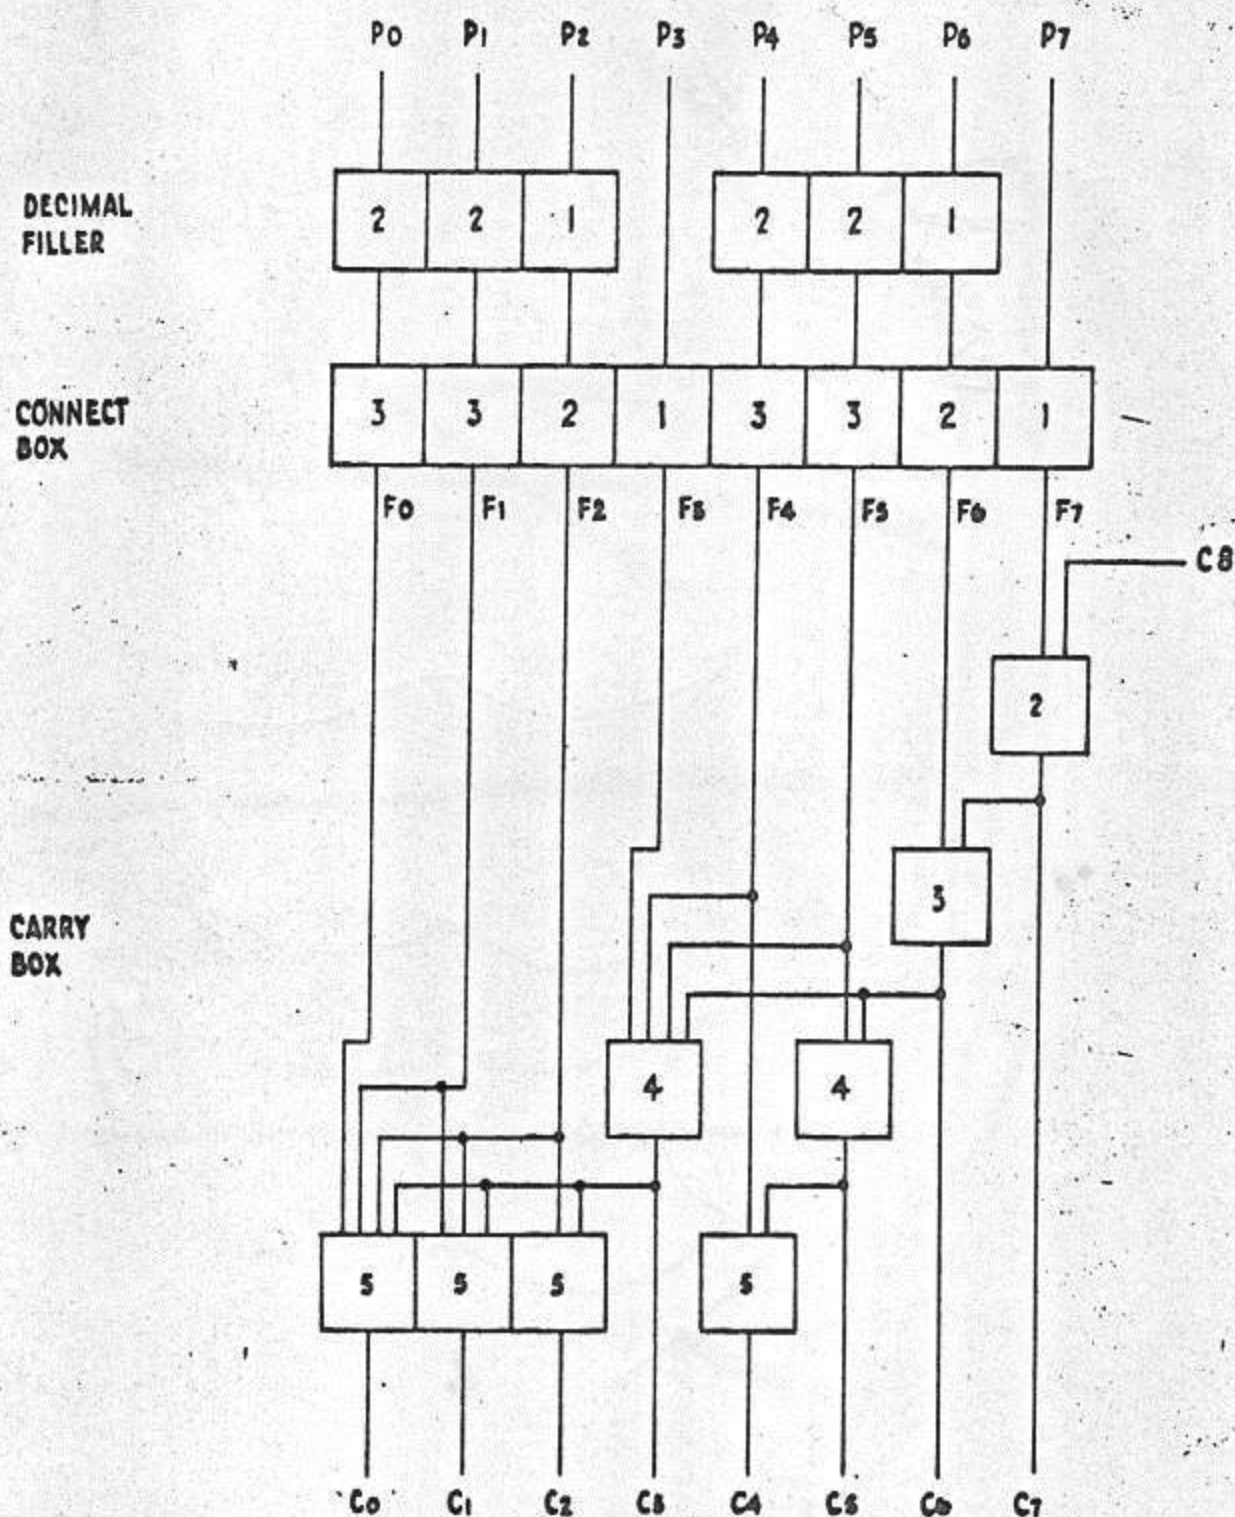 P0 P1 P2 P3 P4 P5 P6 P7
DECIMAL
FILLER
2 2 1 2 2 1
CONNECT
BOX
3 3 2 1 3 3 2 1
F0 F1 F2 F3 F4 F5 F6 F7
C8
2
3
CARRY
BOX
4 4
5 5 5 5
C0 C1 C2 C3 C4 C5 C6 C7